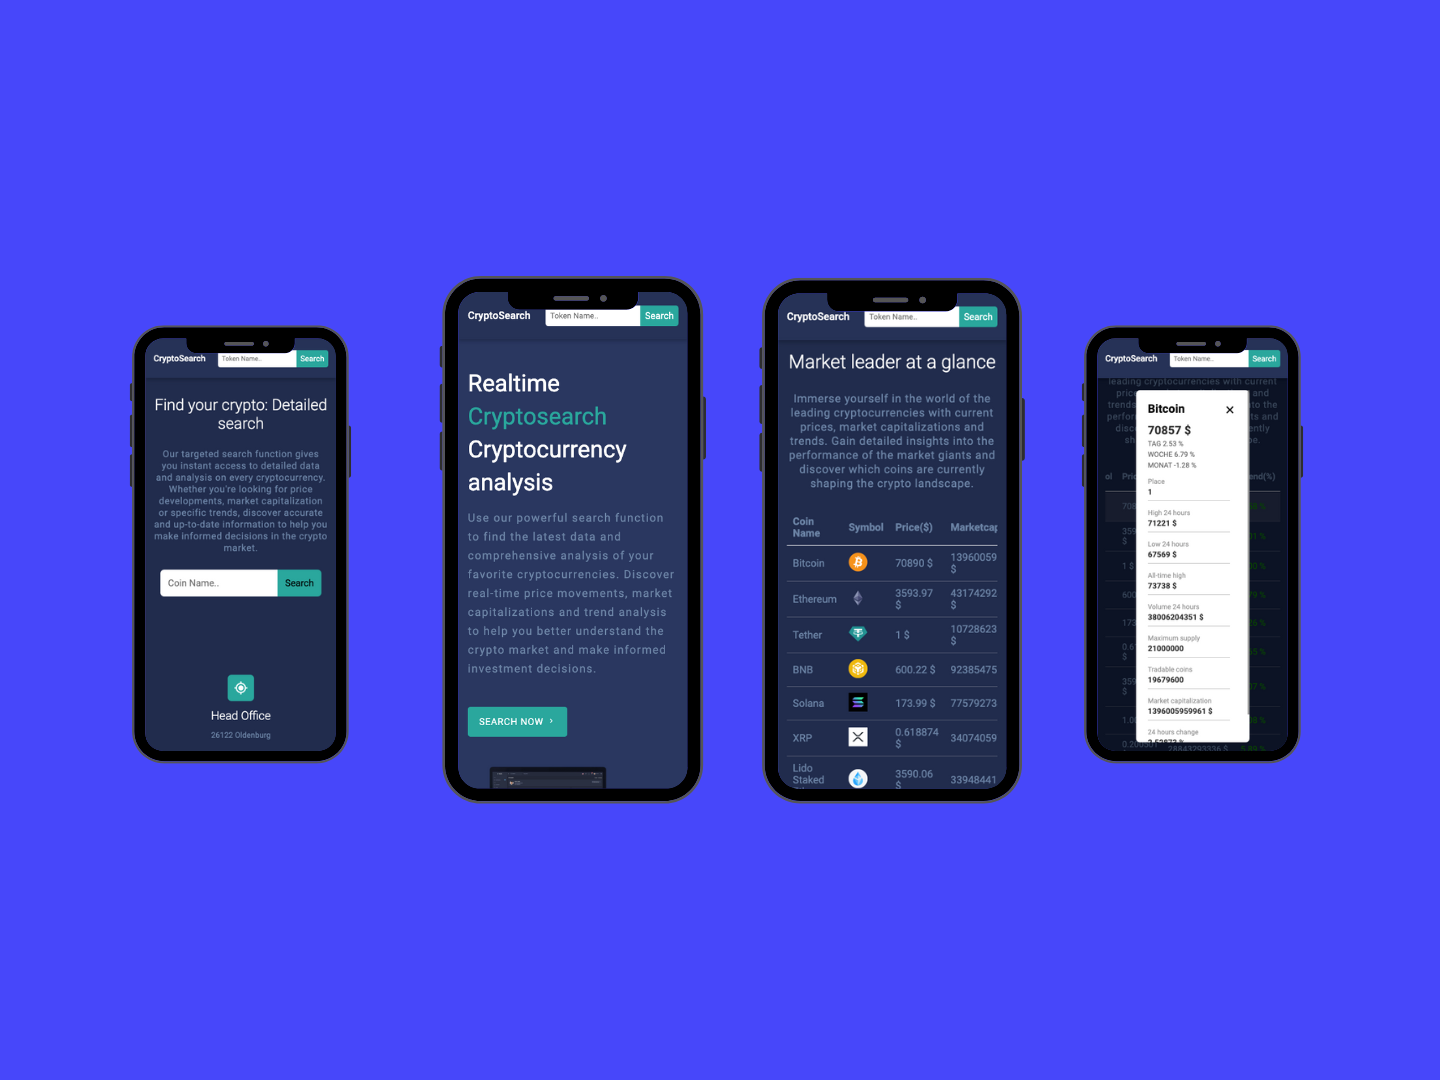 CryptoSearch
Token Name..
Search
Find your crypto: Detailed
search
Our targeted search function gives
you instant access to detailed data
and analysis on every cryptocurrency.
Whether you're looking for price
developments, market capitalization
or specific trends, discover accurate
and up-to-date information to help you
make informed decisions in the crypto
market.
Coin Name..
Search
Head Office
26122 Oldenburg
CryptoSearch
Token Name..
Search
Realtime
Cryptosearch
Cryptocurrency
analysis
Use our powerful search function
to find the latest data and
comprehensive analysis of your
favorite cryptocurrencies. Discover
real-time price movements, market
capitalizations and trend analysis
to help you better understand the
crypto market and make informed
investment decisions.
SEARCH NOW ›
CryptoSearch
Token Name..
Search
Market leader at a glance
Immerse yourself in the world of the
leading cryptocurrencies with current
prices, market capitalizations and
trends. Gain detailed insights into the
performance of the market giants and
discover which coins are currently
shaping the crypto landscape.
Coin
Name Symbol Price($) Marketcap
Bitcoin 70890 $ 13960059
$
Ethereum 3593.97 43174292
$ $
Tether 1 $ 10728623
$
BNB 600.22 $ 92385475
Solana 173.99 $ 77579273
XRP 0.618874 34074059
$
Lido
Staked 3590.06 33948441
$
CryptoSearch
Token Name..
Search
leading cryptocurrencies with current
Bitcoin ×
70857 $
TAG 2.53 %
WOCHE 6.79 %
MONAT -1.28 %
Place
1
High 24 hours
71221 $
Low 24 hours
67569 $
All-time high
73738 $
Volume 24 hours
38006204351 $
Maximum supply
21000000
Tradable coins
19679600
Market capitalization
1396005959961 $
24 hours change